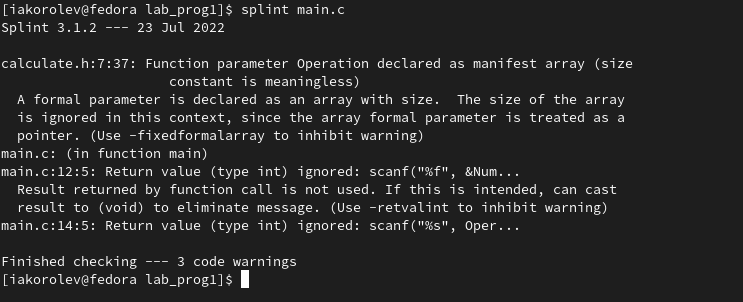 [iakorolev@fedora lab_prog1]$ splint main.c
Splint 3.1.2 --- 23 Jul 2022

calculate.h:7:37: Function parameter Operation declared as manifest array (size
                     constant is meaningless)
  A formal parameter is declared as an array with size.  The size of the array
  is ignored in this context, since the array formal parameter is treated as a
  pointer. (Use -fixedformalarray to inhibit warning)
main.c: (in function main)
main.c:12:5: Return value (type int) ignored: scanf("%f", &Num...
  Result returned by function call is not used. If this is intended, can cast
  result to (void) to eliminate message. (Use -retvalint to inhibit warning)
main.c:14:5: Return value (type int) ignored: scanf("%s", Oper...

Finished checking --- 3 code warnings
[iakorolev@fedora lab_prog1]$